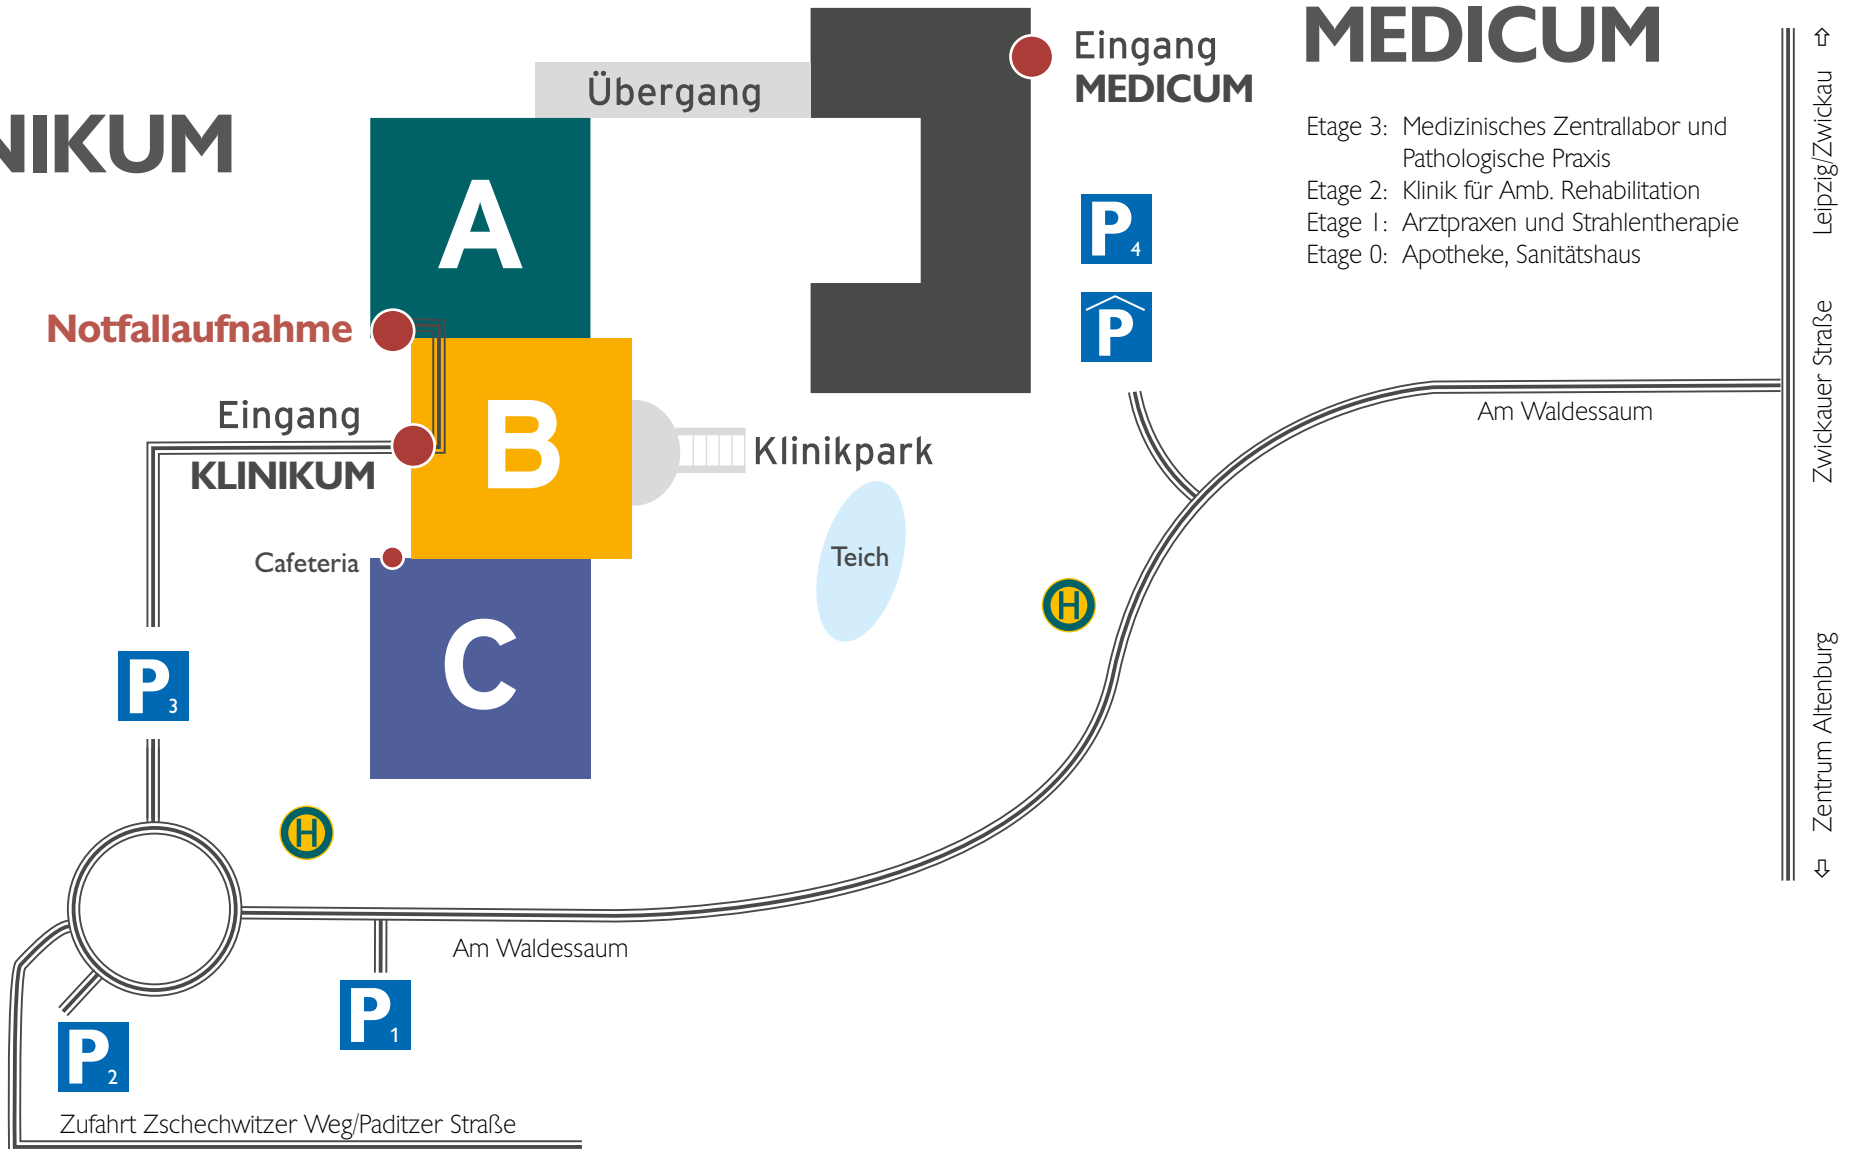 NIKUM
A
Übergang
Eingang
MEDICUM
MEDICUM
Etage 3: Medizinisches Zentrallabor und
Pathologische Praxis
Etage 2: Klinik für Amb. Rehabilitation
Etage 1: Arztpraxen und Strahlentherapie
Etage 0: Apotheke, Sanitätshaus
P4
P
Notfallaufnahme
Eingang
KLINIKUM
B
Klinikpark
Teich
Cafeteria
C
H
P3
H
Am Waldessaum
Leipzig/Zwickau ⇨
Zwickauer Straße
⇦ Zentrum Altenburg
Am Waldessaum
P1
P2
Zufahrt Zschechwitzer Weg/Paditzer Straße